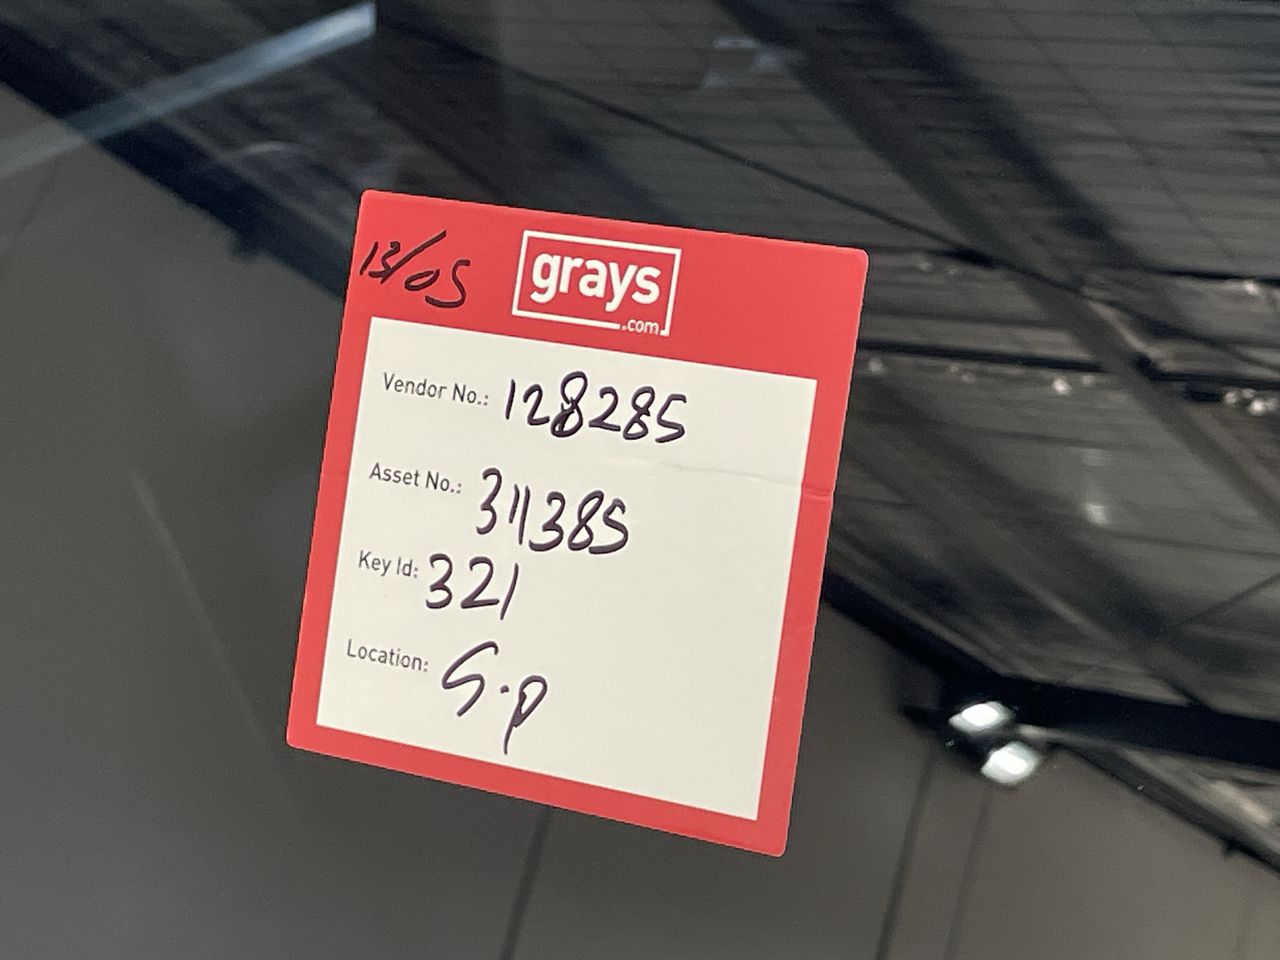 13/05
grays
.com
Vendor No.: 128285
Asset No.: 311385
Key Id: 321
Location: S.p